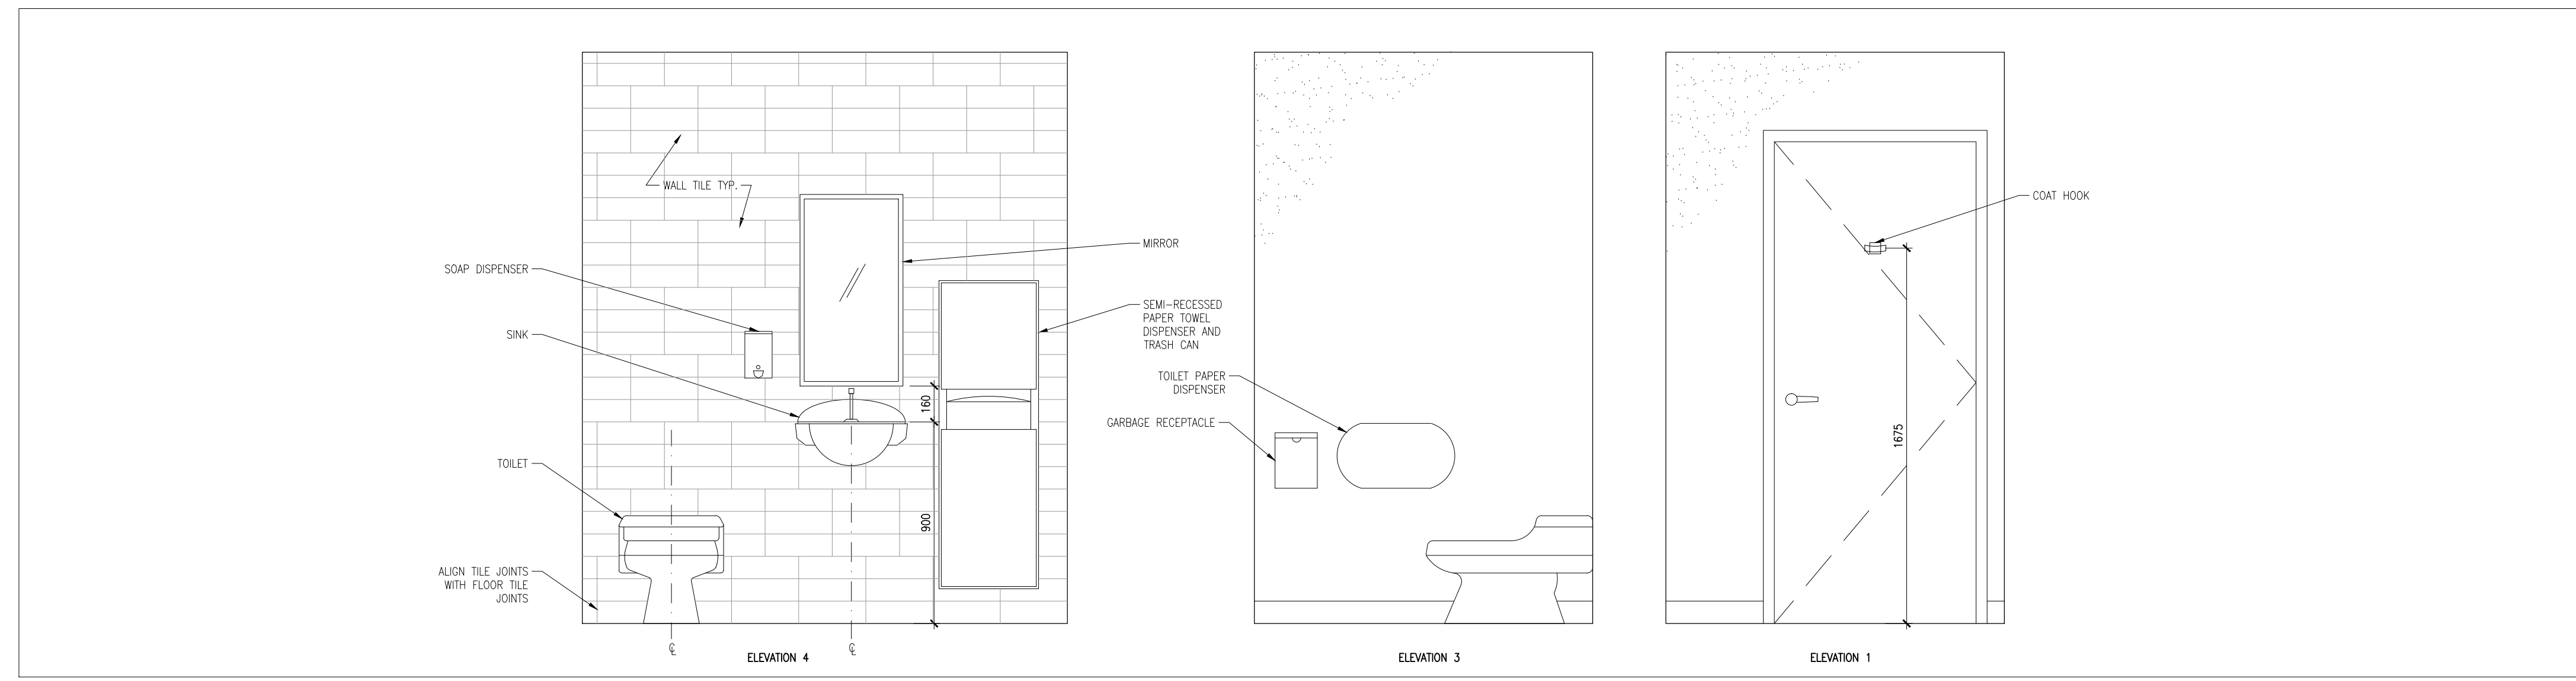 WALL TILE TYP.
SOAP DISPENSER
SINK
TOILET
ALIGN TILE JOINTS
WITH FLOOR TILE
JOINTS
MIRROR
SEMI-RECESSED
PAPER TOWEL
DISPENSER AND
TRASH CAN
160
900
℄
℄
ELEVATION 4
TOILET PAPER
DISPENSER
GARBAGE RECEPTACLE
ELEVATION 3
COAT HOOK
1675
ELEVATION 1